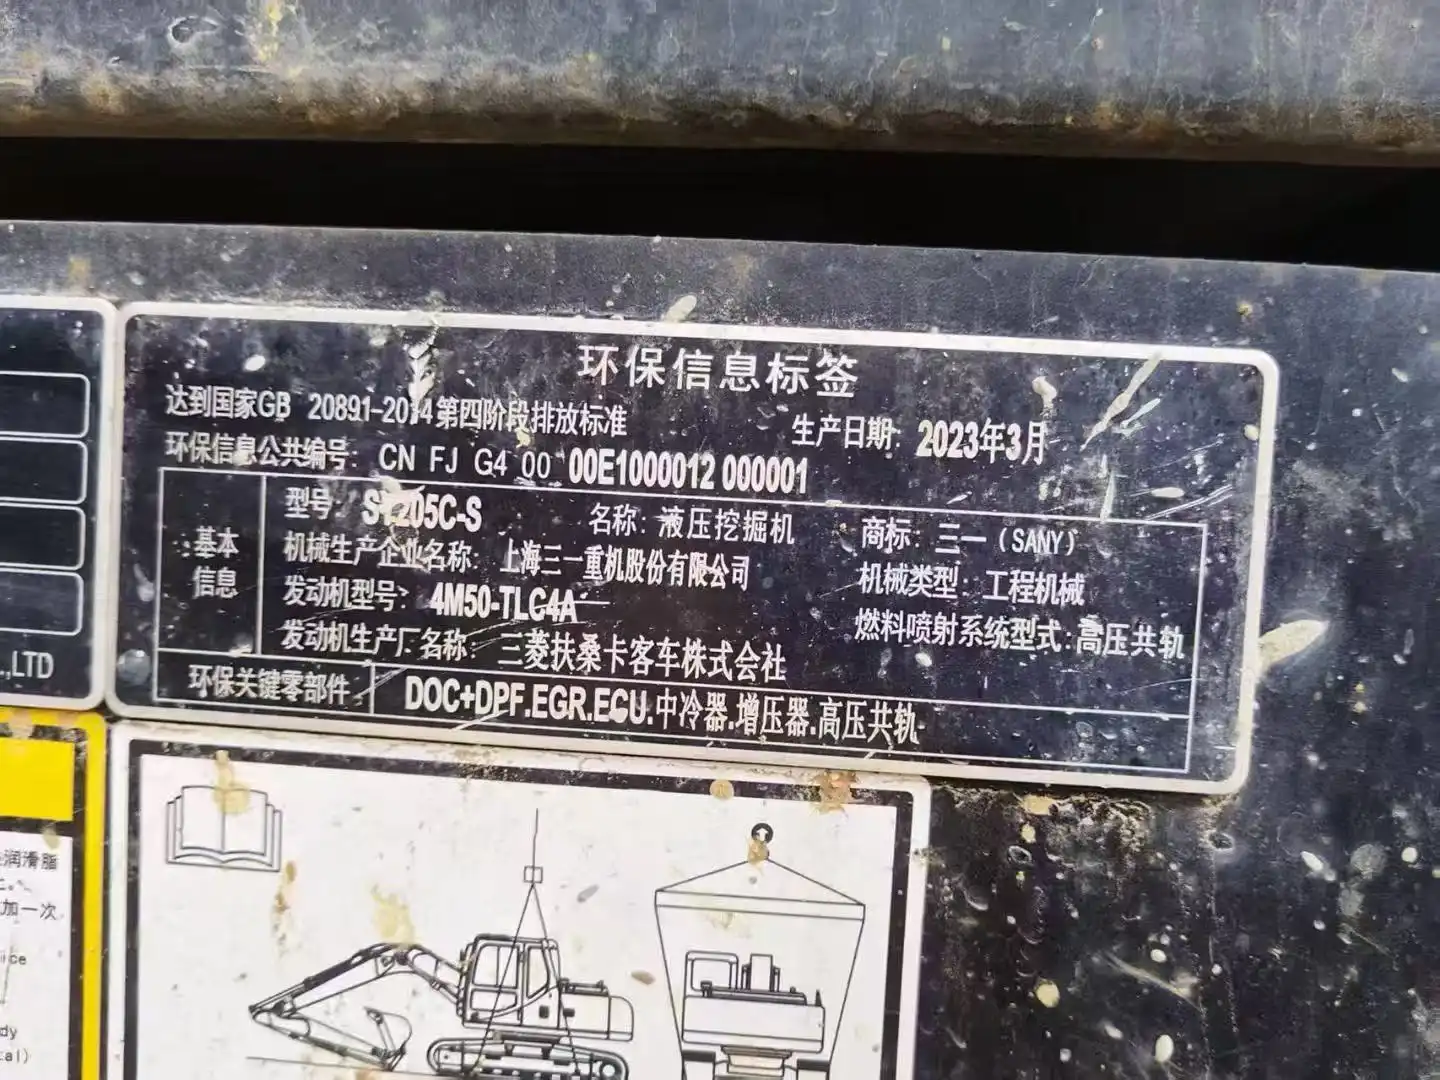 环保信息标签
达到国家GB 20891-2014第四阶段排放标准
生产日期: 2023年3月
环保信息公共编号: CN FJ G4 00 00E1000012 000001
基本信息
型号: SY205C-S 名称: 液压挖掘机 商标: 三一(SANY)
机械生产企业名称: 上海三一重机股份有限公司 机械类型: 工程机械
发动机型号: 4M50-TLC4A 燃料喷射系统型式: 高压共轨
发动机生产厂名称: 三菱扶桑卡客车株式会社
环保关键零部件 DOC+DPF.EGR.ECU.中冷器.增压器.高压共轨
.,LTD
润滑脂
加一次